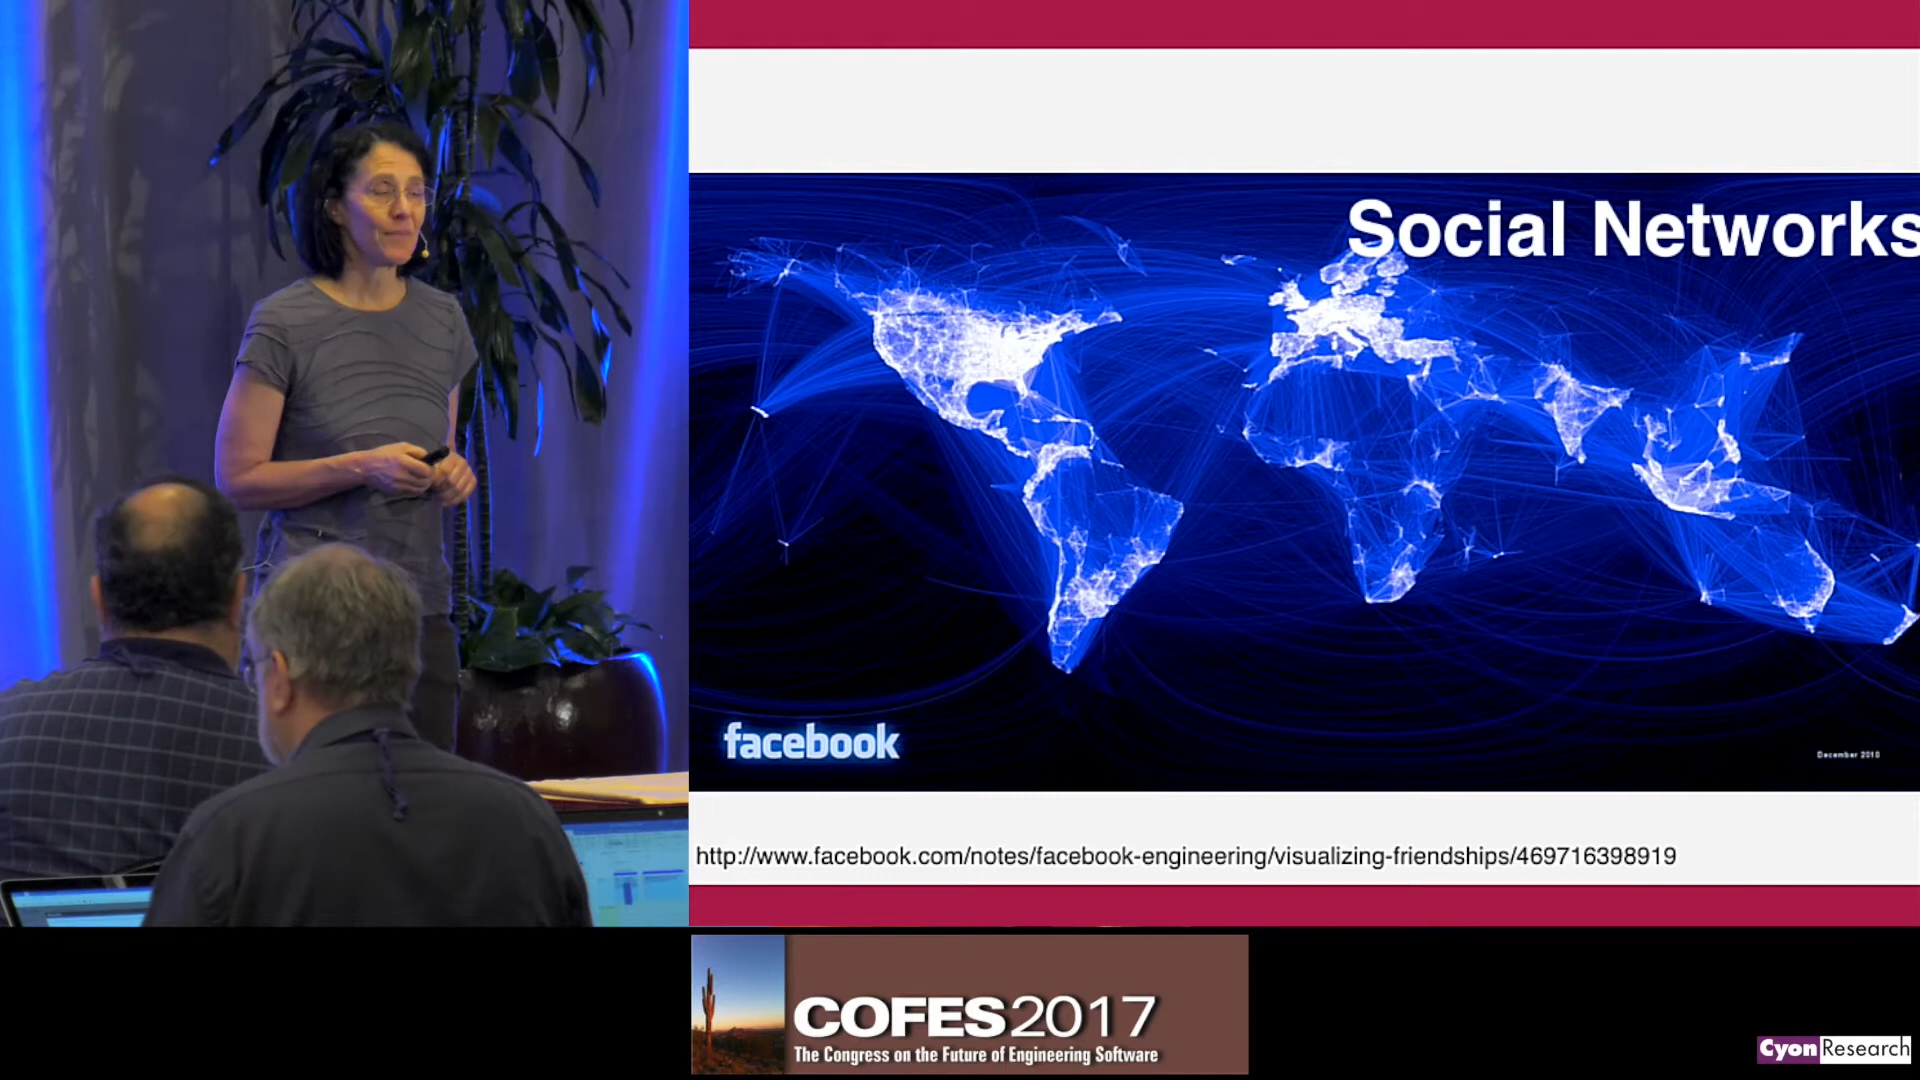 Social Networks
facebook
December 2010
http://www.facebook.com/notes/facebook-engineering/visualizing-friendships/469716398919
COFES2017
The Congress on the Future of Engineering Software
CyonResearch